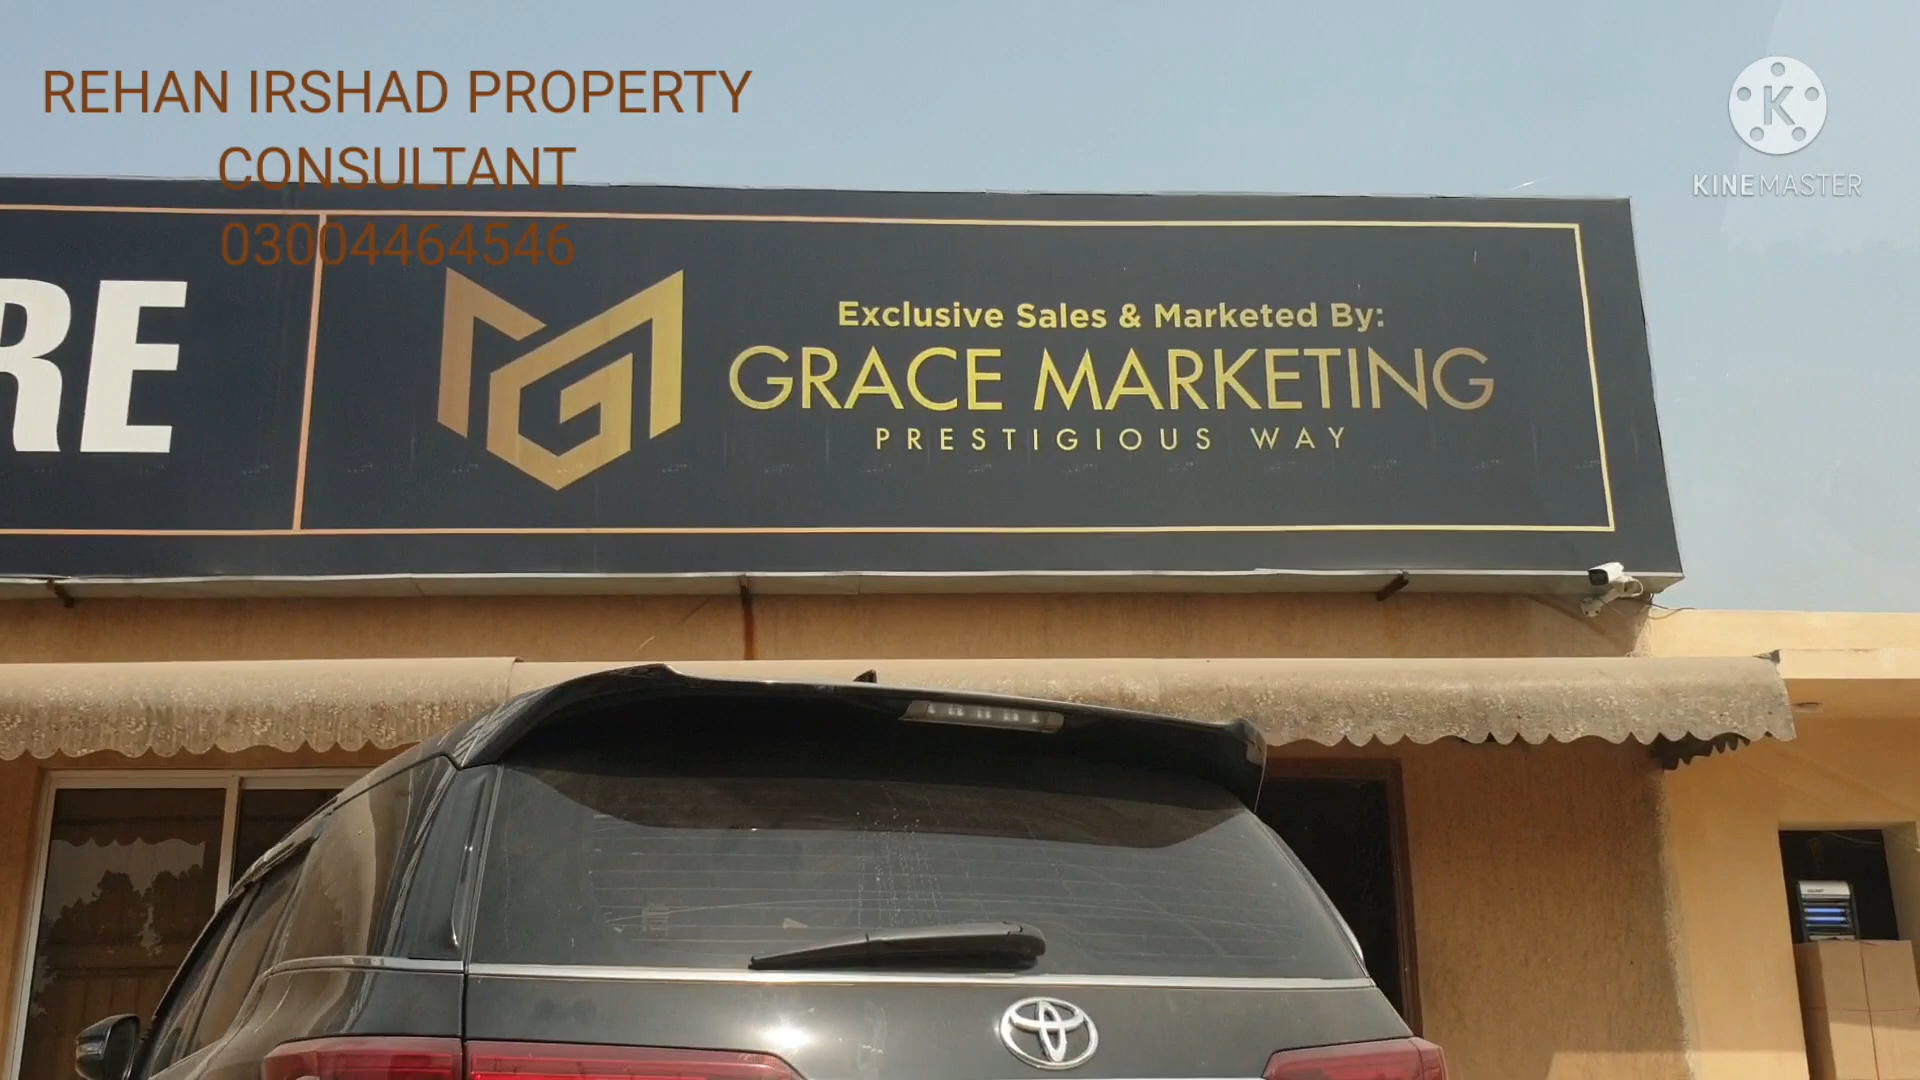 REHAN IRSHAD PROPERTY
CONSULTANT
03004464546
KINEMASTER
RE
Exclusive Sales & Marketed By:
GRACE MARKETING
PRESTIGIOUS WAY